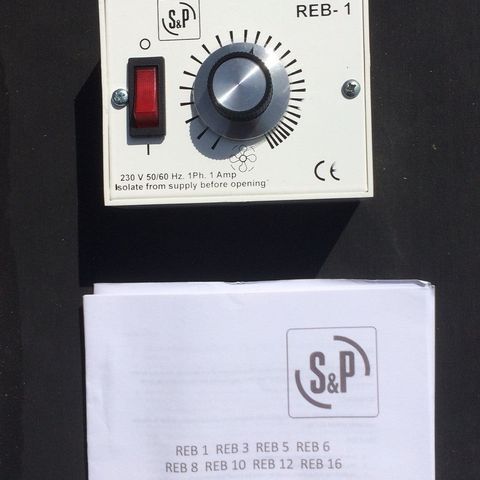 S&P
REB-1
O
I
230 V 50/60 Hz. 1Ph. 1 Amp
Isolate from supply before opening
CE
S&P
REB 1 REB 3 REB 5 REB 6
REB 8 REB 10 REB 12 REB 16